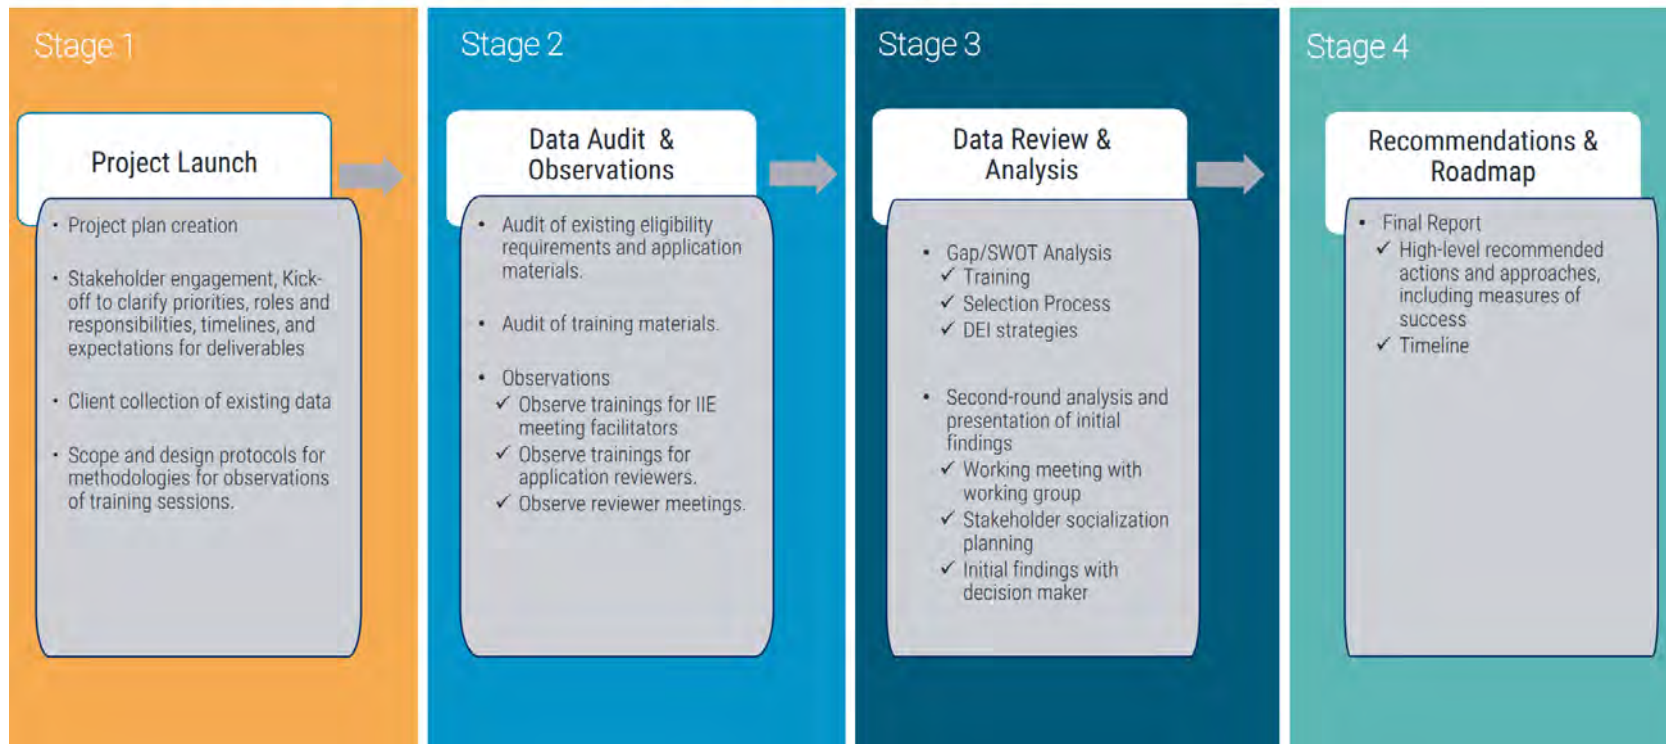 Stage 1
Project Launch
• Project plan creation
• Stakeholder engagement, Kick-
off to clarify priorities, roles and
responsibilities, timelines, and
expectations for deliverables
• Client collection of existing data
• Scope and design protocols for
methodologies for observations
of training sessions.
Stage 2
Data Audit &
Observations
• Audit of existing eligibility
requirements and application
materials.
• Audit of training materials.
• Observations
✓ Observe trainings for IIE
meeting facilitators
✓ Observe trainings for
application reviewers.
✓ Observe reviewer meetings.
Stage 3
Data Review &
Analysis
• Gap/SWOT Analysis
✓ Training
✓ Selection Process
✓ DEI strategies
• Second-round analysis and
presentation of initial
findings
✓ Working meeting with
working group
✓ Stakeholder socialization
planning
✓ Initial findings with
decision maker
Stage 4
Recommendations &
Roadmap
• Final Report
✓ High-level recommended
actions and approaches,
including measures of
success
✓ Timeline